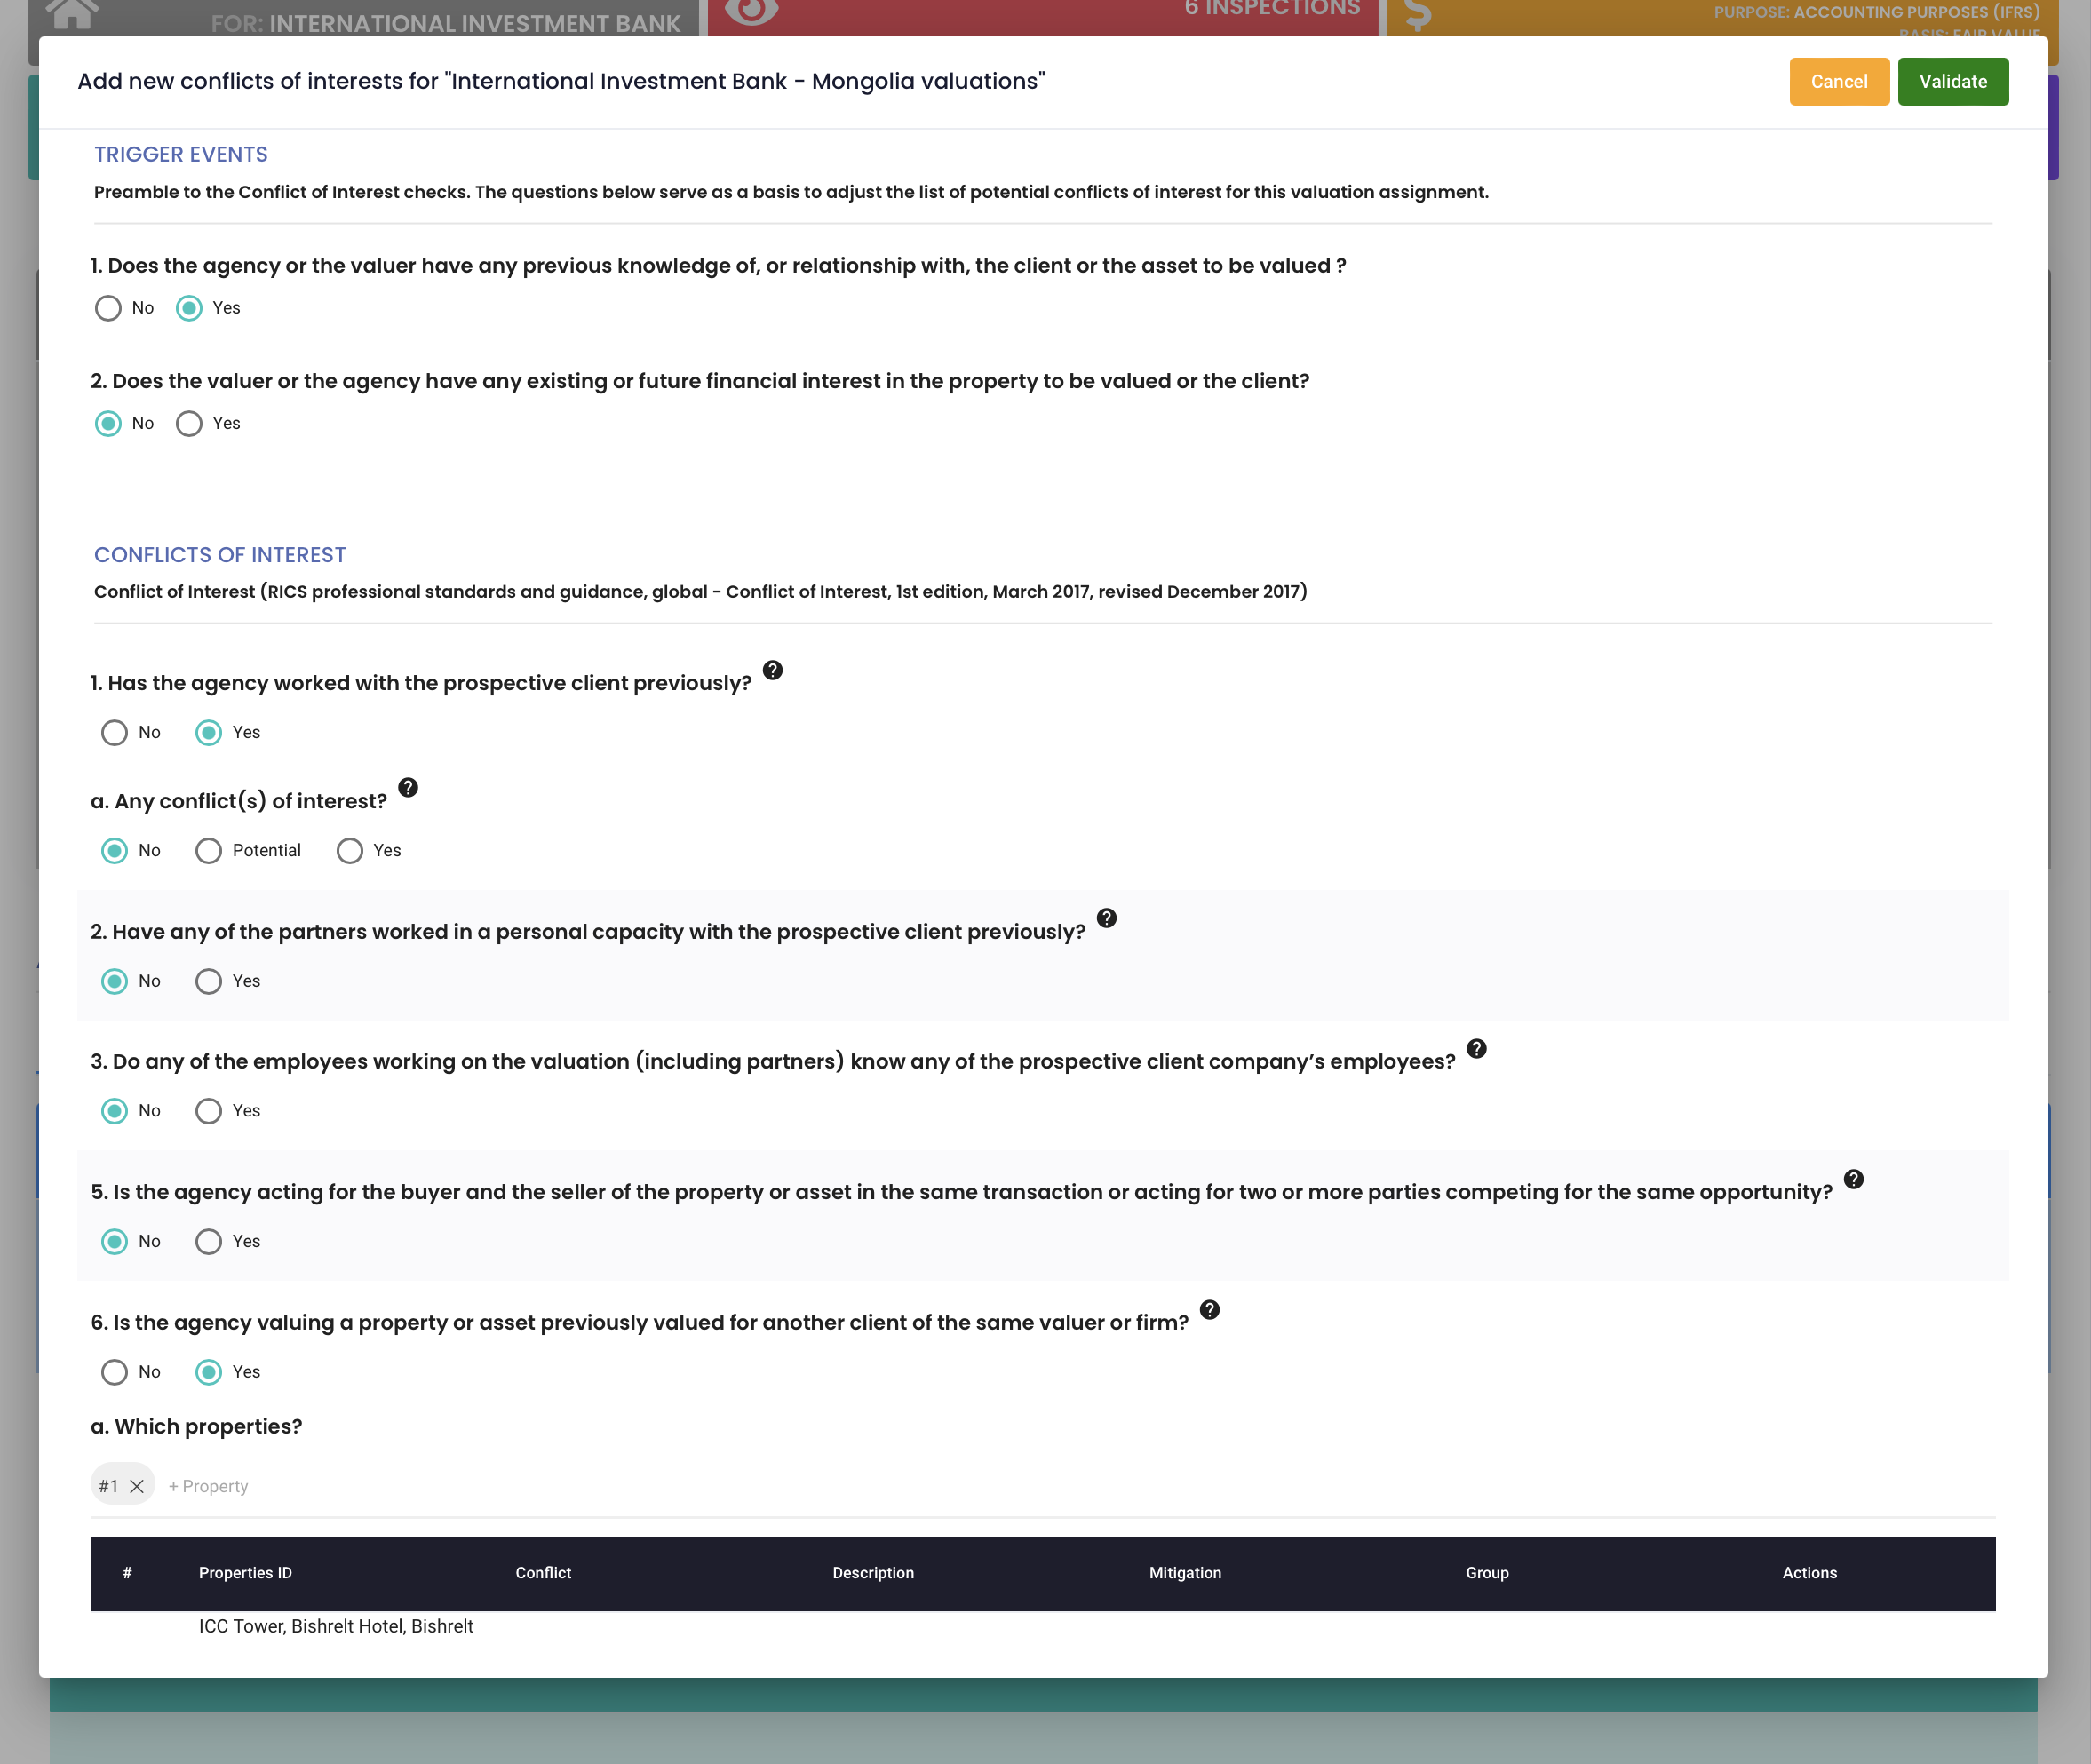 FOR: INTERNATIONAL INVESTMENT BANK
6 INSPECTIONS
PURPOSE: ACCOUNTING PURPOSES (IFRS)
BASIS: FAIR VALUE
Add new conflicts of interests for "International Investment Bank - Mongolia valuations"
Cancel
Validate
TRIGGER EVENTS
Preamble to the Conflict of Interest checks. The questions below serve as a basis to adjust the list of potential conflicts of interest for this valuation assignment.
1. Does the agency or the valuer have any previous knowledge of, or relationship with, the client or the asset to be valued ?
No Yes
2. Does the valuer or the agency have any existing or future financial interest in the property to be valued or the client?
No Yes
CONFLICTS OF INTEREST
Conflict of Interest (RICS professional standards and guidance, global - Conflict of Interest, 1st edition, March 2017, revised December 2017)
1. Has the agency worked with the prospective client previously? ?
No Yes
a. Any conflict(s) of interest? ?
No Potential Yes
2. Have any of the partners worked in a personal capacity with the prospective client previously? ?
No Yes
3. Do any of the employees working on the valuation (including partners) know any of the prospective client company’s employees? ?
No Yes
5. Is the agency acting for the buyer and the seller of the property or asset in the same transaction or acting for two or more parties competing for the same opportunity? ?
No Yes
6. Is the agency valuing a property or asset previously valued for another client of the same valuer or firm? ?
No Yes
a. Which properties?
#1 + Property
# Properties ID Conflict Description Mitigation Group Actions
ICC Tower, Bishrelt Hotel, Bishrelt